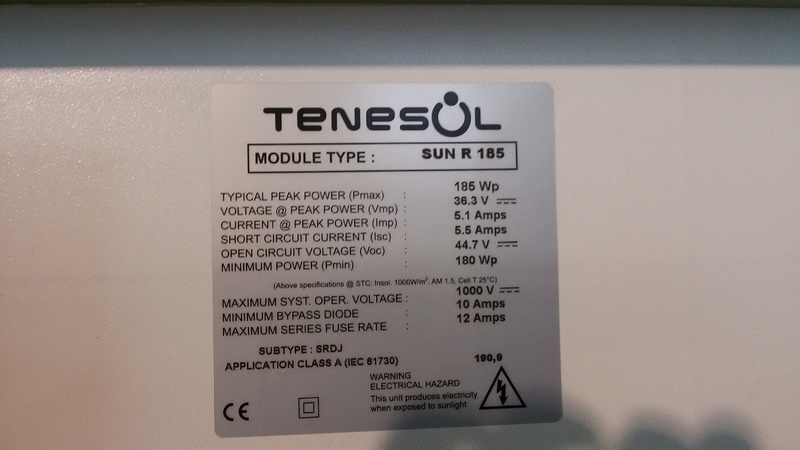 TENESOL
MODULE TYPE : SUN R 185
TYPICAL PEAK POWER (Pmax) : 185 Wp
VOLTAGE @ PEAK POWER (Vmp) : 36.3 V
CURRENT @ PEAK POWER (Imp) : 5.1 Amps
SHORT CIRCUIT CURRENT (Isc) : 5.5 Amps
OPEN CIRCUIT VOLTAGE (Voc) : 44.7 V
MINIMUM POWER (Pmin) : 180 Wp
(Above specifications @ STC: Insol, 1000W/m², AM 1.5, Cell T 25°C)
MAXIMUM SYST. OPER. VOLTAGE : 1000 V
MINIMUM BYPASS DIODE : 10 Amps
MAXIMUM SERIES FUSE RATE : 12 Amps
SUBTYPE : SRDJ
APPLICATION CLASS A (IEC 61730) 190,9
WARNING
ELECTRICAL HAZARD
This unit produces electricity
when exposed to sunlight
CE